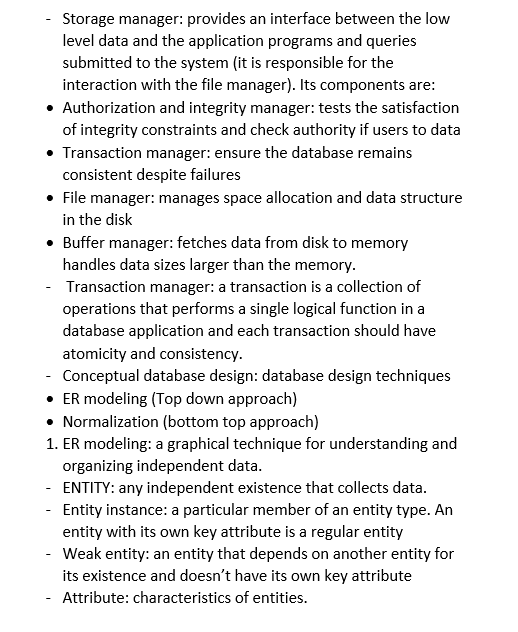 - Storage manager: provides an interface between the low
level data and the application programs and queries
submitted to the system (it is responsible for the
interaction with the file manager). Its components are:
• Authorization and integrity manager: tests the satisfaction
of integrity constraints and check authority if users to data
• Transaction manager: ensure the database remains
consistent despite failures
• File manager: manages space allocation and data structure
in the disk
• Buffer manager: fetches data from disk to memory
handles data sizes larger than the memory.
- Transaction manager: a transaction is a collection of
operations that performs a single logical function in a
database application and each transaction should have
atomicity and consistency.
- Conceptual database design: database design techniques
• ER modeling (Top down approach)
• Normalization (bottom top approach)
1. ER modeling: a graphical technique for understanding and
organizing independent data.
- ENTITY: any independent existence that collects data.
- Entity instance: a particular member of an entity type. An
entity with its own key attribute is a regular entity
- Weak entity: an entity that depends on another entity for
its existence and doesn’t have its own key attribute
- Attribute: characteristics of entities.